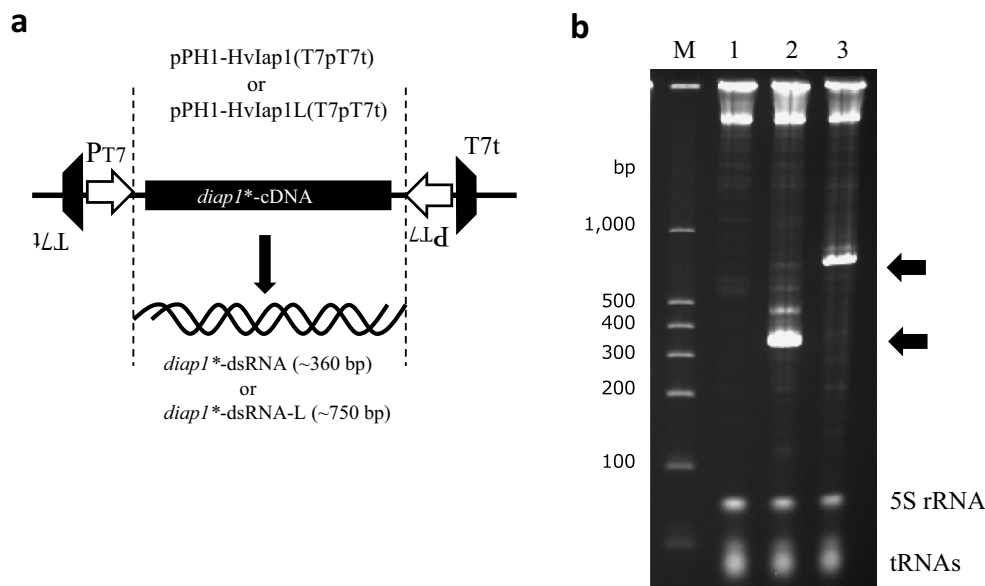 a
pPH1-HvIap1(T7pT7t)
or
pPH1-HvIap1L(T7pT7t)
PT7
T7t
diap1*-cDNA
T7t
PT7
diap1*-dsRNA (~360 bp)
or
diap1*-dsRNA-L (~750 bp)
b
M 1 2 3
bp
1,000
500
400
300
200
100
5S rRNA
tRNAs